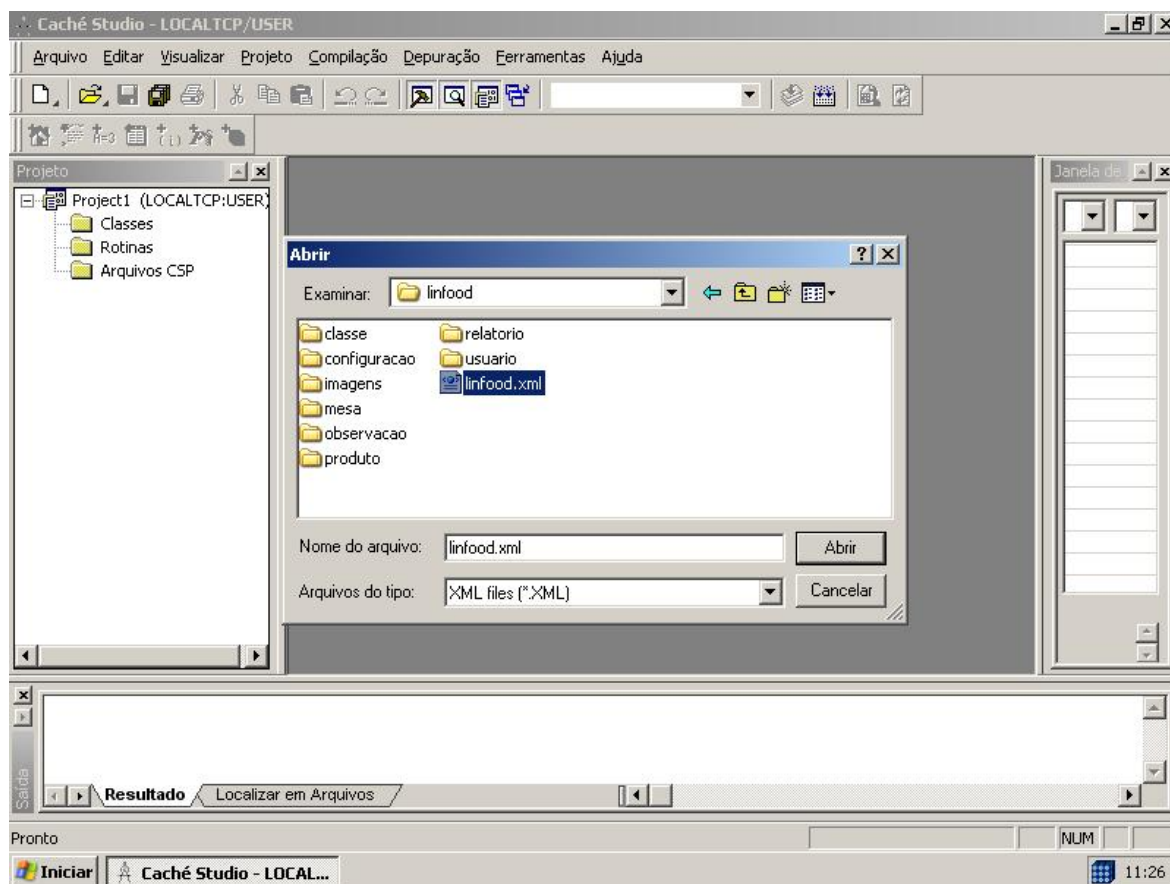 Caché Studio - LOCALTCP/USER
Arquivo Editar Visualizar Projeto Compilação Depuração Ferramentas Ajuda
Projeto
Janela de
Project1 (LOCALTCP:USER)
Classes
Rotinas
Arquivos CSP
Abrir
Examinar: linfood
classe relatorio
configuracao usuario
imagens linfood.xml
mesa
observacao
produto
Nome do arquivo: linfood.xml Abrir
Arquivos do tipo: XML files (*.XML) Cancelar
Saída
Resultado Localizar em Arquivos
Pronto NUM
Iniciar Caché Studio - LOCAL... 11:26